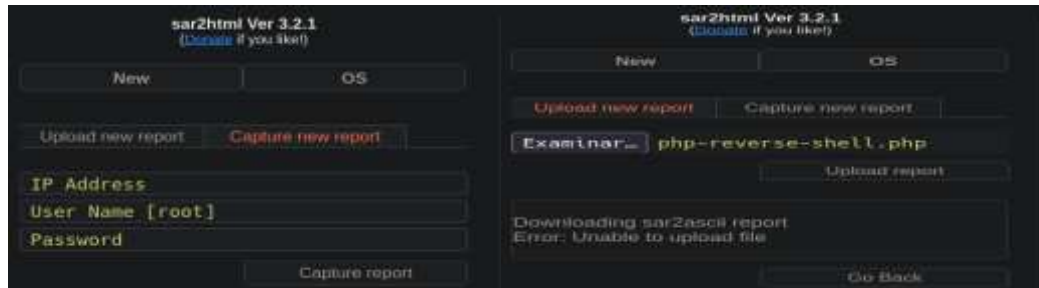 sar2html Ver 3.2.1
(Donate if you like!)
New OS
Upload new report Capture new report
IP Address
User Name [root]
Password
Capture report
sar2html Ver 3.2.1
(Donate if you like!)
New OS
Upload new report Capture new report
Examinar… php-reverse-shell.php
Upload report
Downloading sar2ascii report
Error: Unable to upload file
Go Back